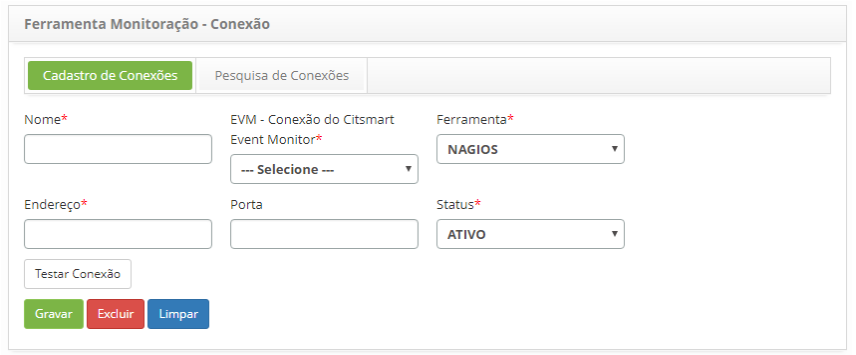 Ferramenta Monitoração - Conexão
Cadastro de Conexões Pesquisa de Conexões
Nome*
EVM - Conexão do Citsmart
Event Monitor*
--- Selecione ---
Ferramenta*
NAGIOS
Endereço*
Porta
Status*
ATIVO
Testar Conexão
Gravar Excluir Limpar